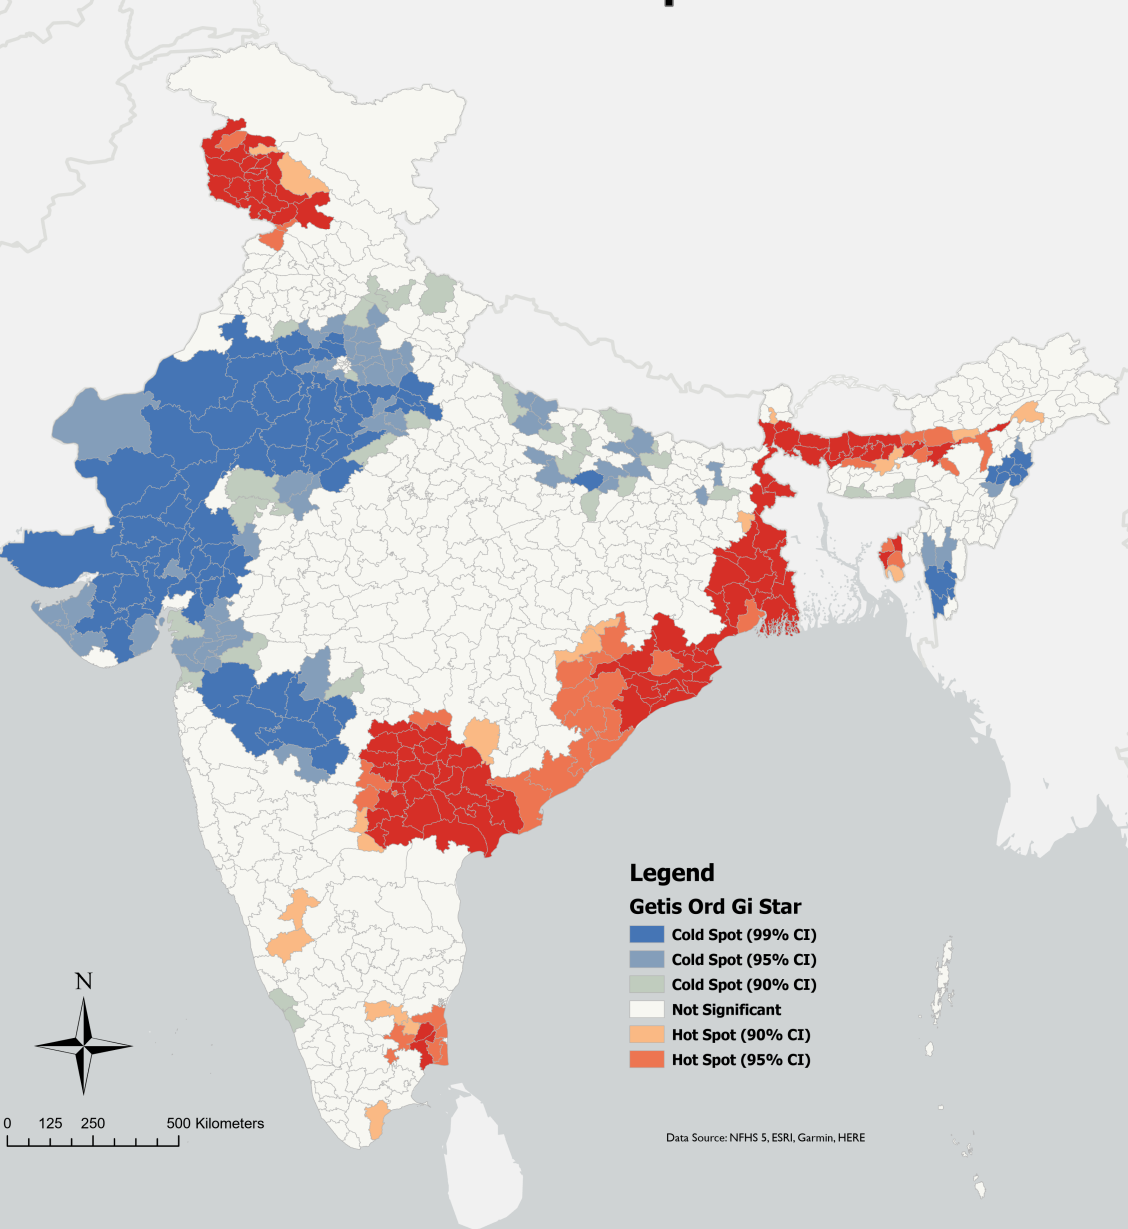 Legend
Getis Ord Gi Star
Cold Spot (99% CI)
Cold Spot (95% CI)
Cold Spot (90% CI)
Not Significant
Hot Spot (90% CI)
Hot Spot (95% CI)
N
0 125 250 500 Kilometers
Data Source: NFHS 5, ESRI, Garmin, HERE